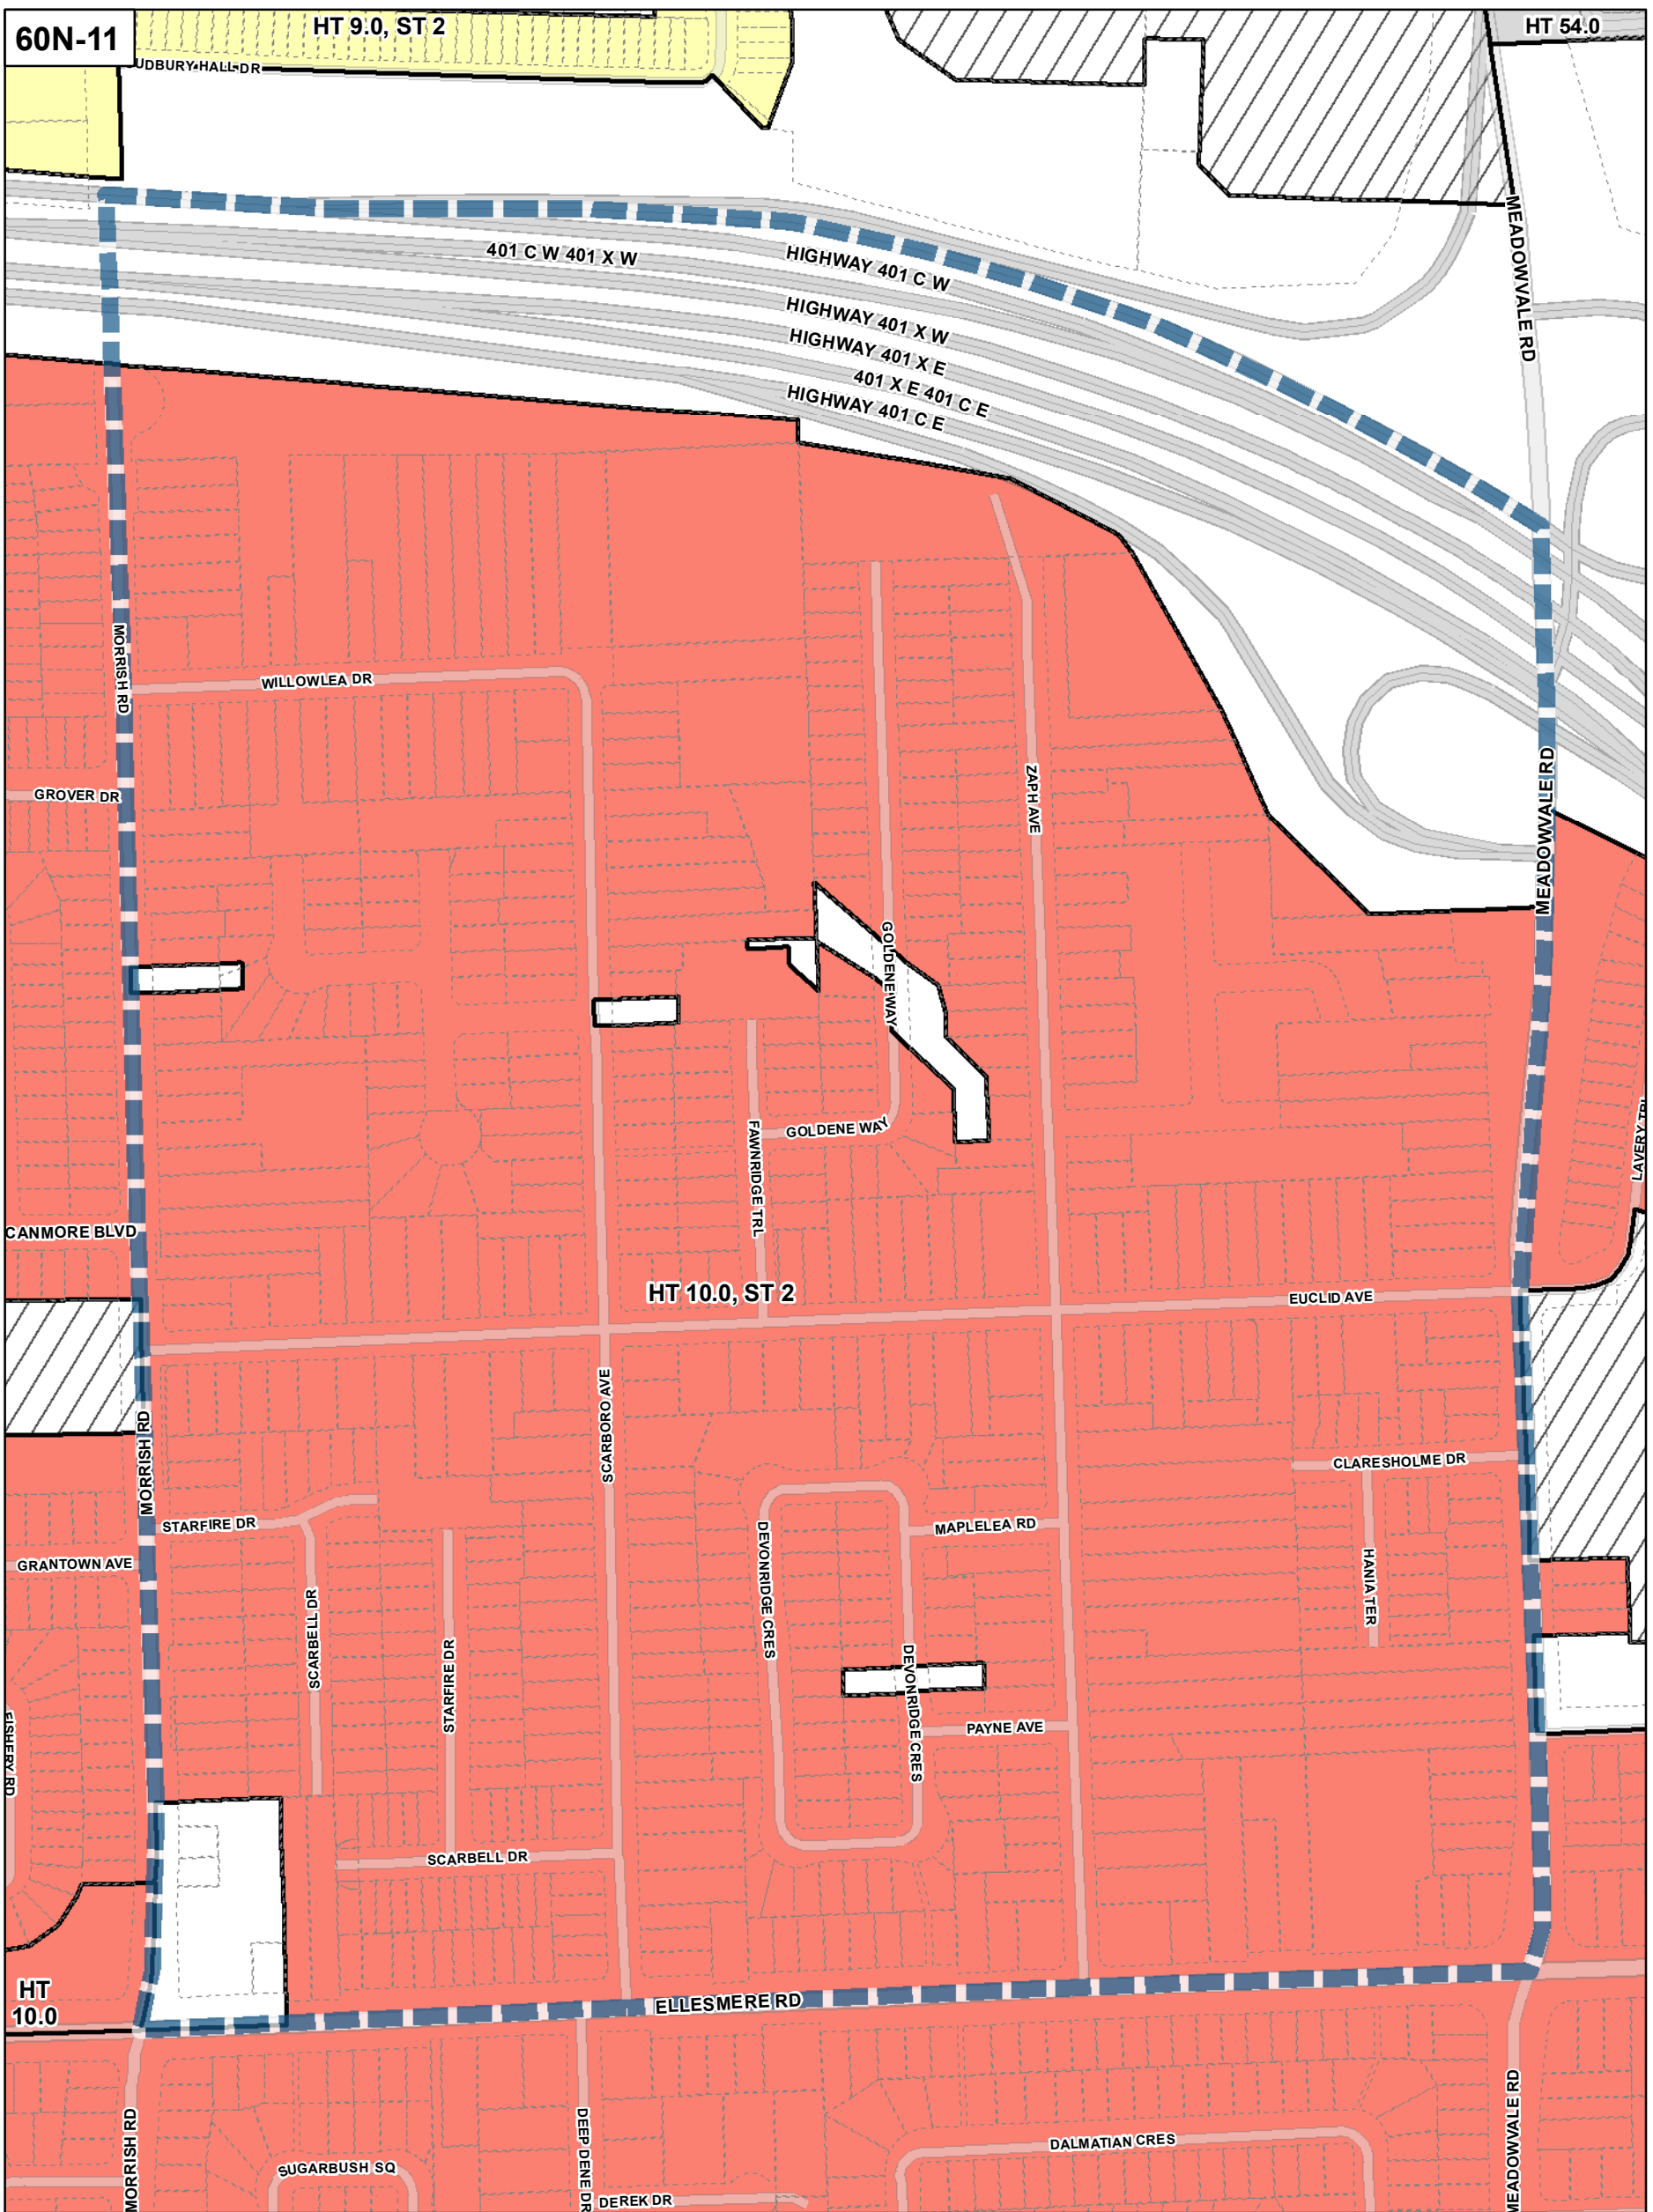 60N-11
HT 9.0, ST 2
HT 54.0
UDBURY HALL DR
MEADOWVALE RD
401 C W 401 X W
HIGHWAY 401 C W
HIGHWAY 401 X W
HIGHWAY 401 X E
401 X E 401 C E
HIGHWAY 401 C E
MORRISH RD
WILLOWLEA DR
ZAPH AVE
GROVER DR
MEADOWVALE RD
GOLDENE WAY
GOLDENE WAY
FAWNRIDGE TRL
LAVERY TRL
CANMORE BLVD
HT 10.0, ST 2
EUCLID AVE
SCARBORO AVE
MORRISH RD
CLARESHOLME DR
STARFIRE DR
MAPLELEA RD
DEVONRIDGE CRES
GRANTOWN AVE
HANIA TER
SCARBELL DR
STARFIRE DR
DEVONRIDGE CRES
PAYNE AVE
FISHERY RD
SCARBELL DR
HT
10.0
ELLESMERE RD
MORRISH RD
DEEP DENE DR
MEADOWVALE RD
DALMATIAN CRES
SUGARBUSH SQ
DEREK DR